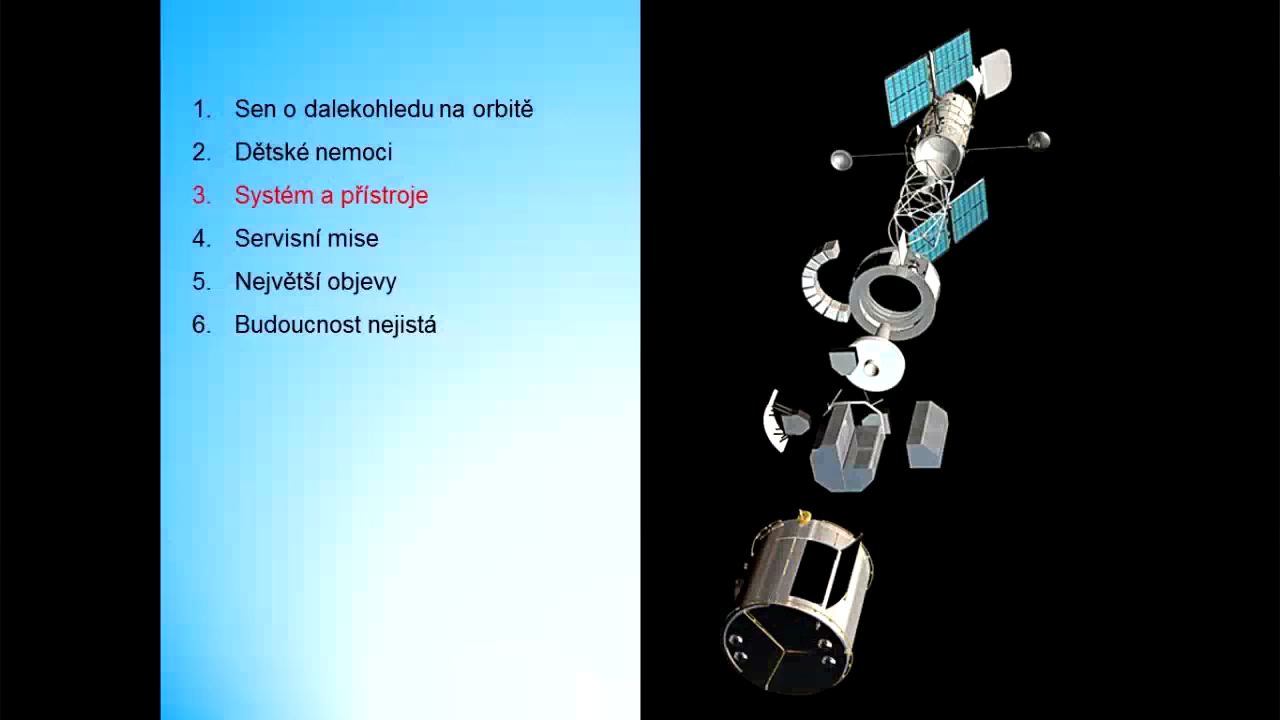 1. Sen o dalekohledu na orbitě
2. Dětské nemoci
3. Systém a přístroje
4. Servisní mise
5. Největší objevy
6. Budoucnost nejistá